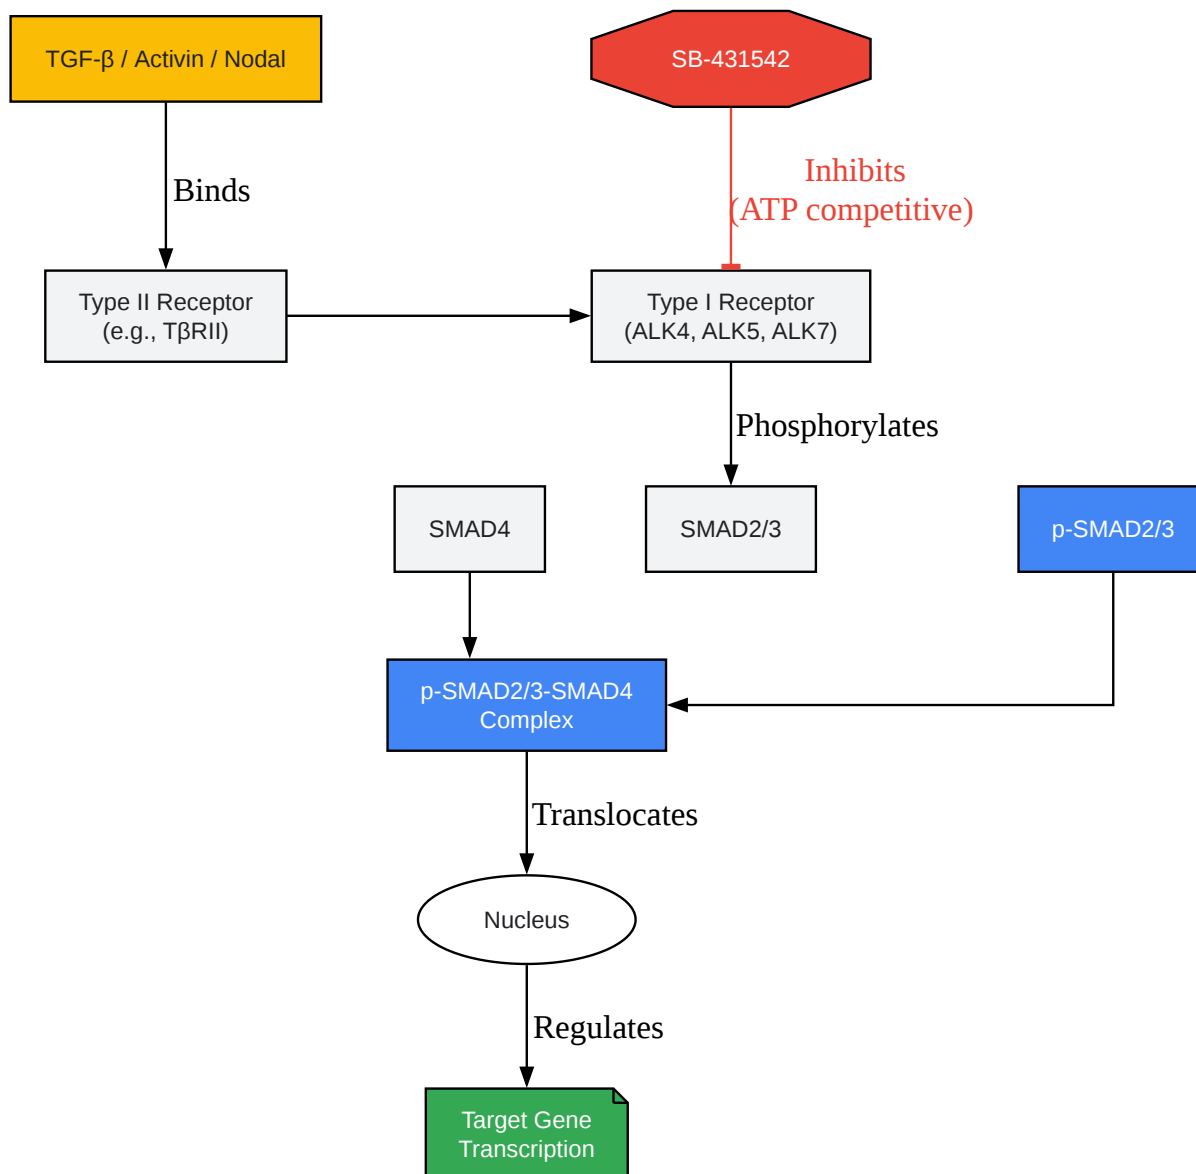 TGF-β / Activin / Nodal
SB-431542
Binds
Inhibits
(ATP competitive)
Type II Receptor
(e.g., TβRII)
Type I Receptor
(ALK4, ALK5, ALK7)
Phosphorylates
SMAD4
SMAD2/3
p-SMAD2/3
p-SMAD2/3-SMAD4
Complex
Translocates
Nucleus
Regulates
Target Gene
Transcription